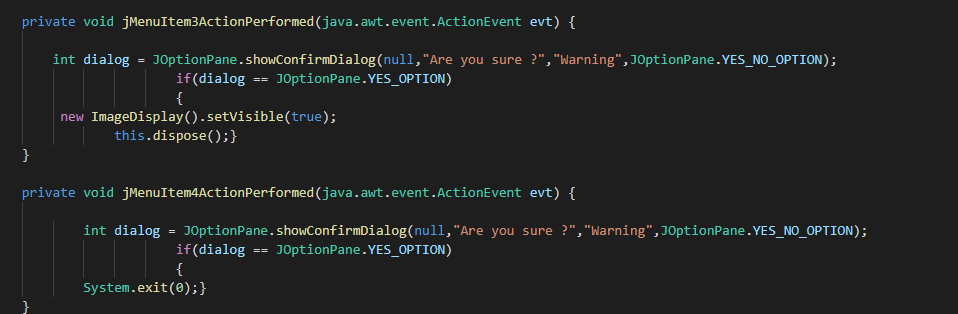 private void jMenuItem3ActionPerformed(java.awt.event.ActionEvent evt) {
int dialog = JOptionPane.showConfirmDialog(null,"Are you sure ?","Warning",JOptionPane.YES_NO_OPTION);
if(dialog == JOptionPane.YES_OPTION)
{
new ImageDisplay().setVisible(true);
this.dispose();}
}
private void jMenuItem4ActionPerformed(java.awt.event.ActionEvent evt) {
int dialog = JOptionPane.showConfirmDialog(null,"Are you sure ?","Warning",JOptionPane.YES_NO_OPTION);
if(dialog == JOptionPane.YES_OPTION)
{
System.exit(0);}
}